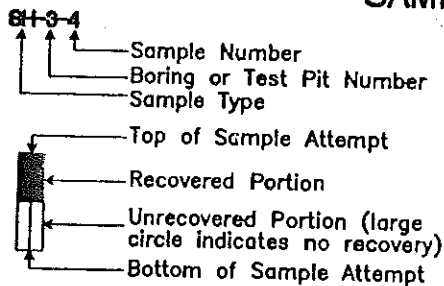 SH-3-4
Sample Number
Boring or Test Pit Number
Sample Type
Top of Sample Attempt
Recovered Portion
Unrecovered Portion (large
circle indicates no recovery)
Bottom of Sample Attempt